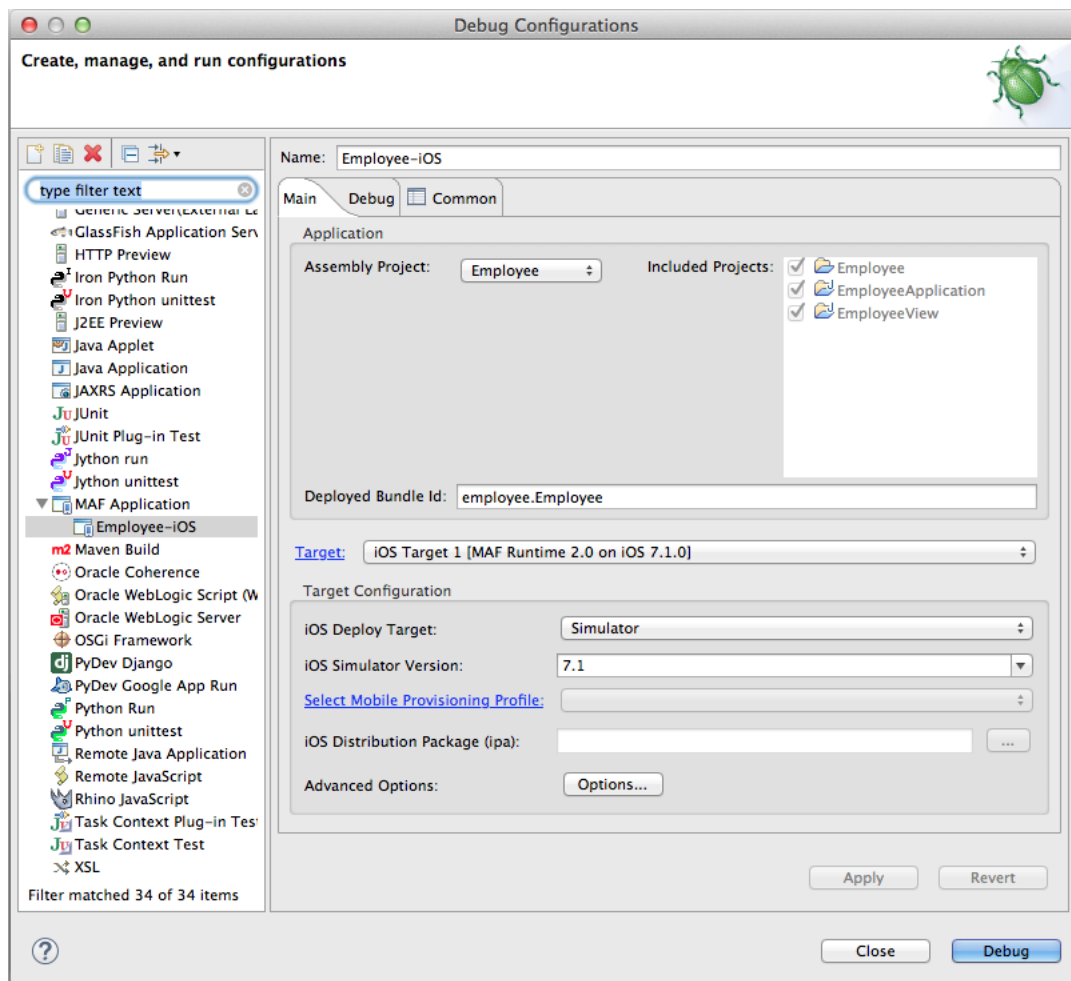 Debug Configurations
Create, manage, and run configurations
type filter text
Generic Server(External La
GlassFish Application Serv
HTTP Preview
Iron Python Run
Iron Python unittest
J2EE Preview
Java Applet
Java Application
JAXRS Application
JUnit
JUnit Plug-in Test
Jython run
Jython unittest
MAF Application
Employee-iOS
m2 Maven Build
Oracle Coherence
Oracle WebLogic Script (W
Oracle WebLogic Server
OSGi Framework
dj PyDev Django
PyDev Google App Run
Python Run
Python unittest
Remote Java Application
Remote JavaScript
Rhino JavaScript
Task Context Plug-in Test
Task Context Test
XSL
Filter matched 34 of 34 items
Name: Employee-iOS
Main Debug Common
Application
Assembly Project: Employee Included Projects: Employee
EmployeeApplication
EmployeeView
Deployed Bundle Id: employee.Employee
Target: iOS Target 1 [MAF Runtime 2.0 on iOS 7.1.0]
Target Configuration
iOS Deploy Target: Simulator
iOS Simulator Version: 7.1
Select Mobile Provisioning Profile:
iOS Distribution Package (ipa): ...
Advanced Options: Options...
Apply Revert
? Close Debug